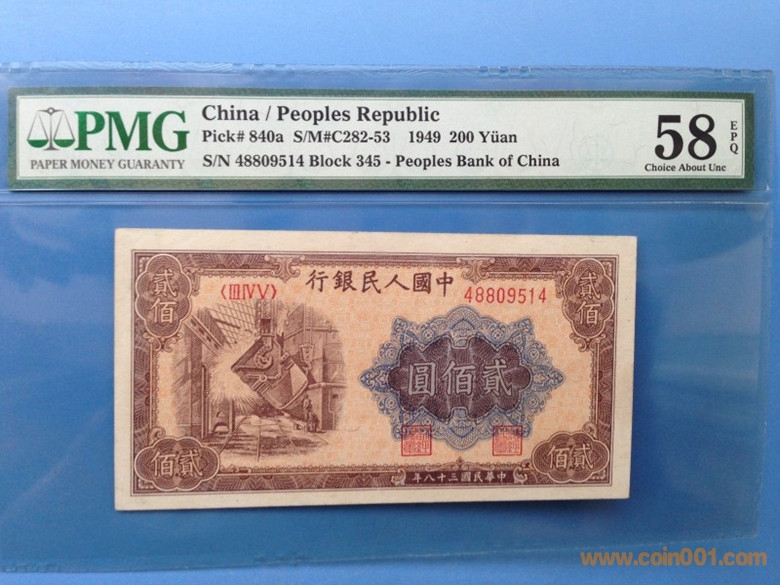 PMG
PAPER MONEY GUARANTY
China / Peoples Republic
Pick# 840a S/M#C282-53 1949 200 Yüan
S/N 48809514 Block 345 - Peoples Bank of China
58
EPQ
Choice About Unc
行銀民人國中
〈ⅢⅣⅤ〉
48809514
貳佰
貳佰
圓佰貳
佰貳
佰貳
年八十三國民華中
www.coin001.com